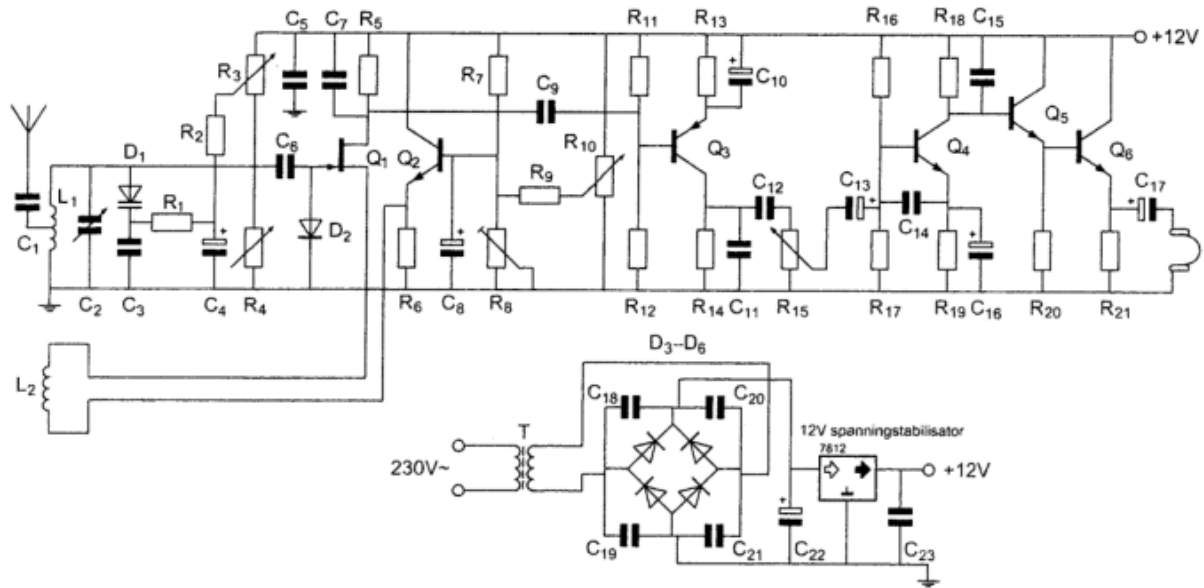 C5 C7 R5 R11 R13 R16 R18 C15
+12V
R3 R7 C10
+
C9
R2 Q5
D1 C6 Q1 Q2 R10 Q3 Q4 Q6
L1 R9
R1 C12 C13 C17
+ + +
C1 D2 C14
+ + +
C2 C3 C4 R4 R6 C8 R8 R12 R14 C11 R15 R17 R19 C16 R20 R21
D3--D6
L2
C18 C20
T 12V spanningstabilisator
7812
230V~ +12V
+
C19 C21 C22 C23